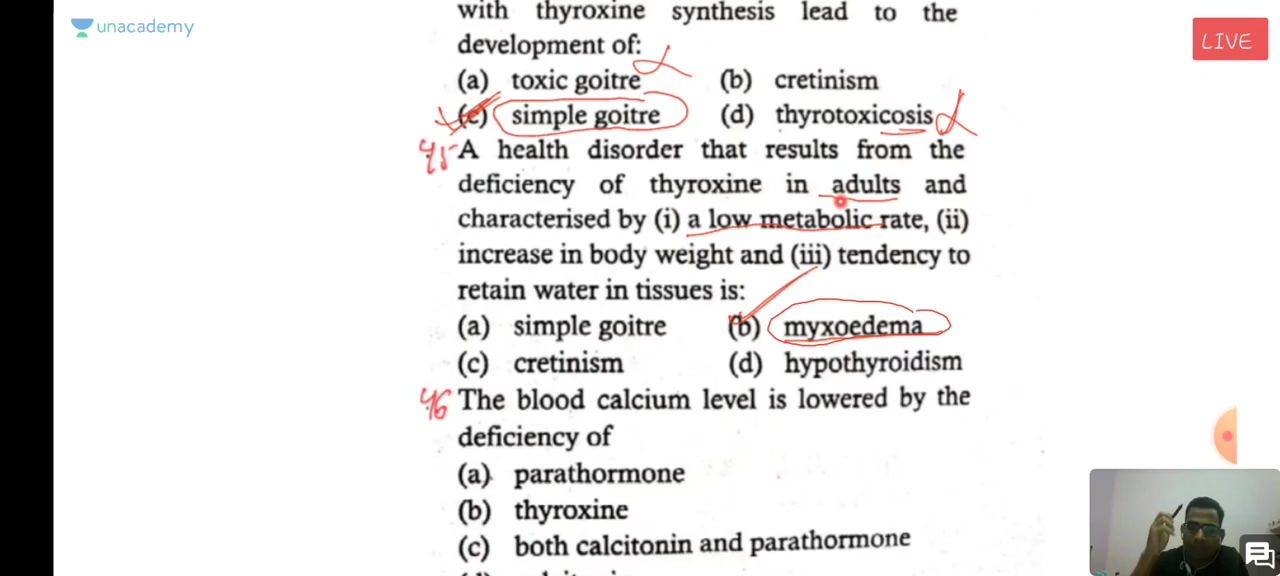 unacademy
LIVE
with thyroxine synthesis lead to the
development of:
(a) toxic goitre (b) cretinism
(c) simple goitre (d) thyrotoxicosis
45 A health disorder that results from the
deficiency of thyroxine in adults and
characterised by (i) a low metabolic rate, (ii)
increase in body weight and (iii) tendency to
retain water in tissues is:
(a) simple goitre (b) myxoedema
(c) cretinism (d) hypothyroidism
46 The blood calcium level is lowered by the
deficiency of
(a) parathormone
(b) thyroxine
(c) both calcitonin and parathormone